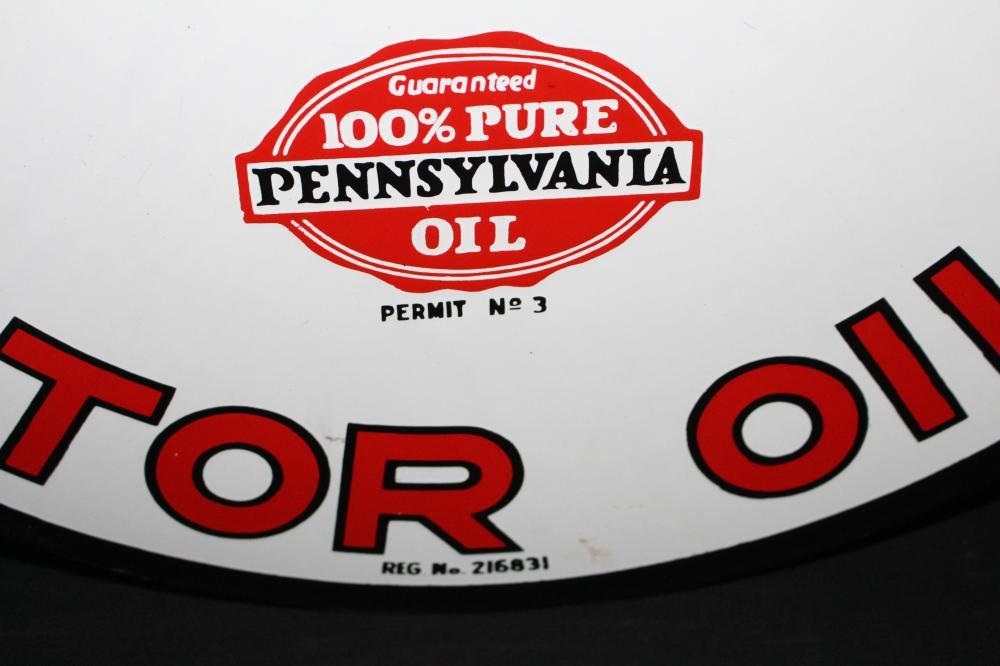 Guaranteed
100% PURE
PENNSYLVANIA
OIL
PERMIT Nº 3
TOR OIL
REG No. 216831